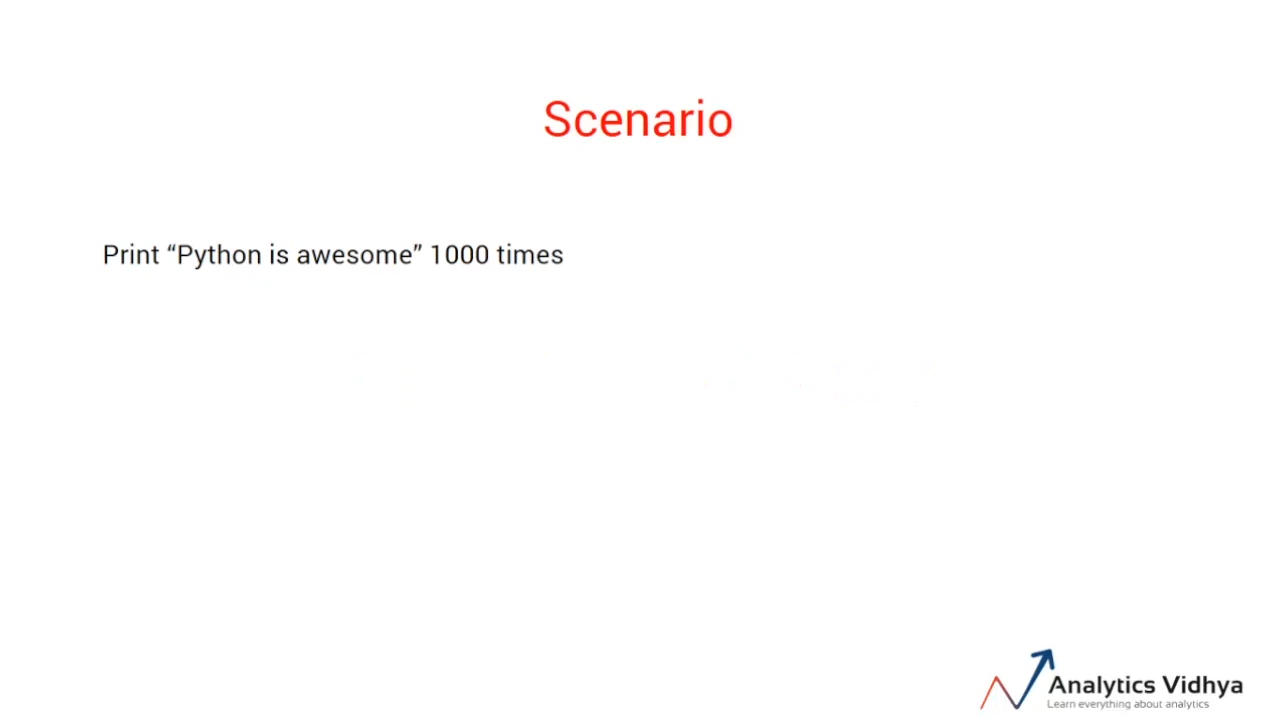 Scenario
Print “Python is awesome” 1000 times
Analytics Vidhya
Learn everything about analytics